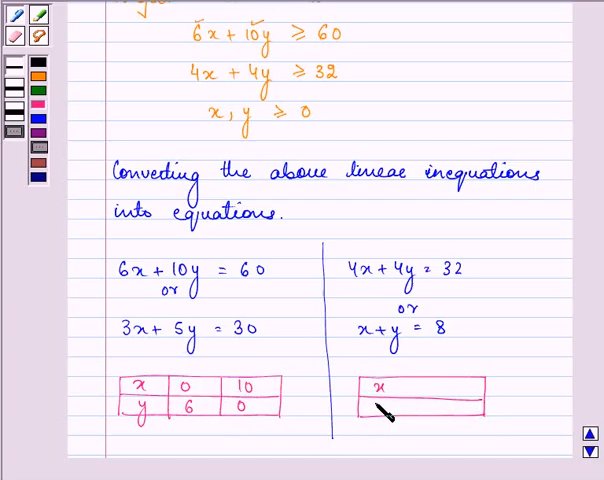 6x + 10y ≥ 60
4x + 4y ≥ 32
x, y ≥ 0
Converting the above linear inequations
into equations.
6x + 10y = 60
or
3x + 5y = 30
x 0 10
y 6 0
4x + 4y = 32
or
x + y = 8
x